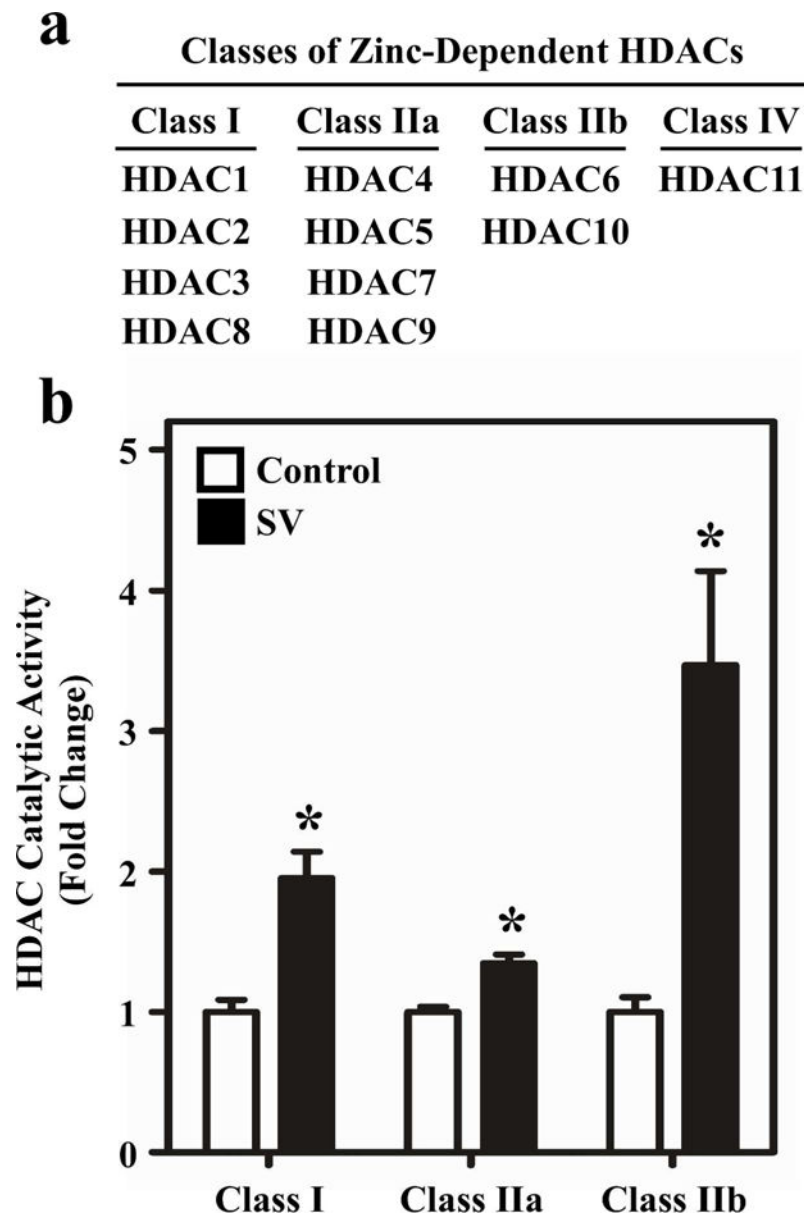 a
Classes of Zinc-Dependent HDACs
Class I Class IIa Class IIb Class IV
HDAC1 HDAC4 HDAC6 HDAC11
HDAC2 HDAC5 HDAC10
HDAC3 HDAC7
HDAC8 HDAC9
b
5
Control
SV
*
4
3
*
2
*
1
0
HDAC Catalytic Activity
(Fold Change)
Class I Class IIa Class IIb